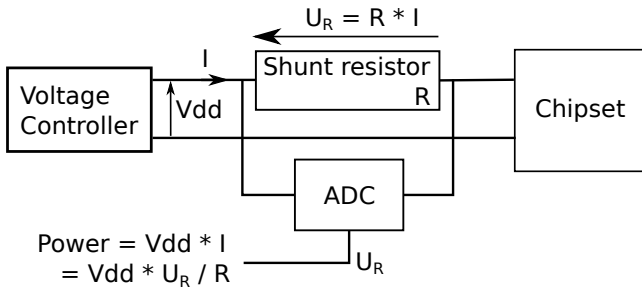 U_R = R * I
I
Shunt resistor
R
Voltage
Controller
Vdd
Chipset
ADC
Power = Vdd * I
= Vdd * U_R / R
U_R